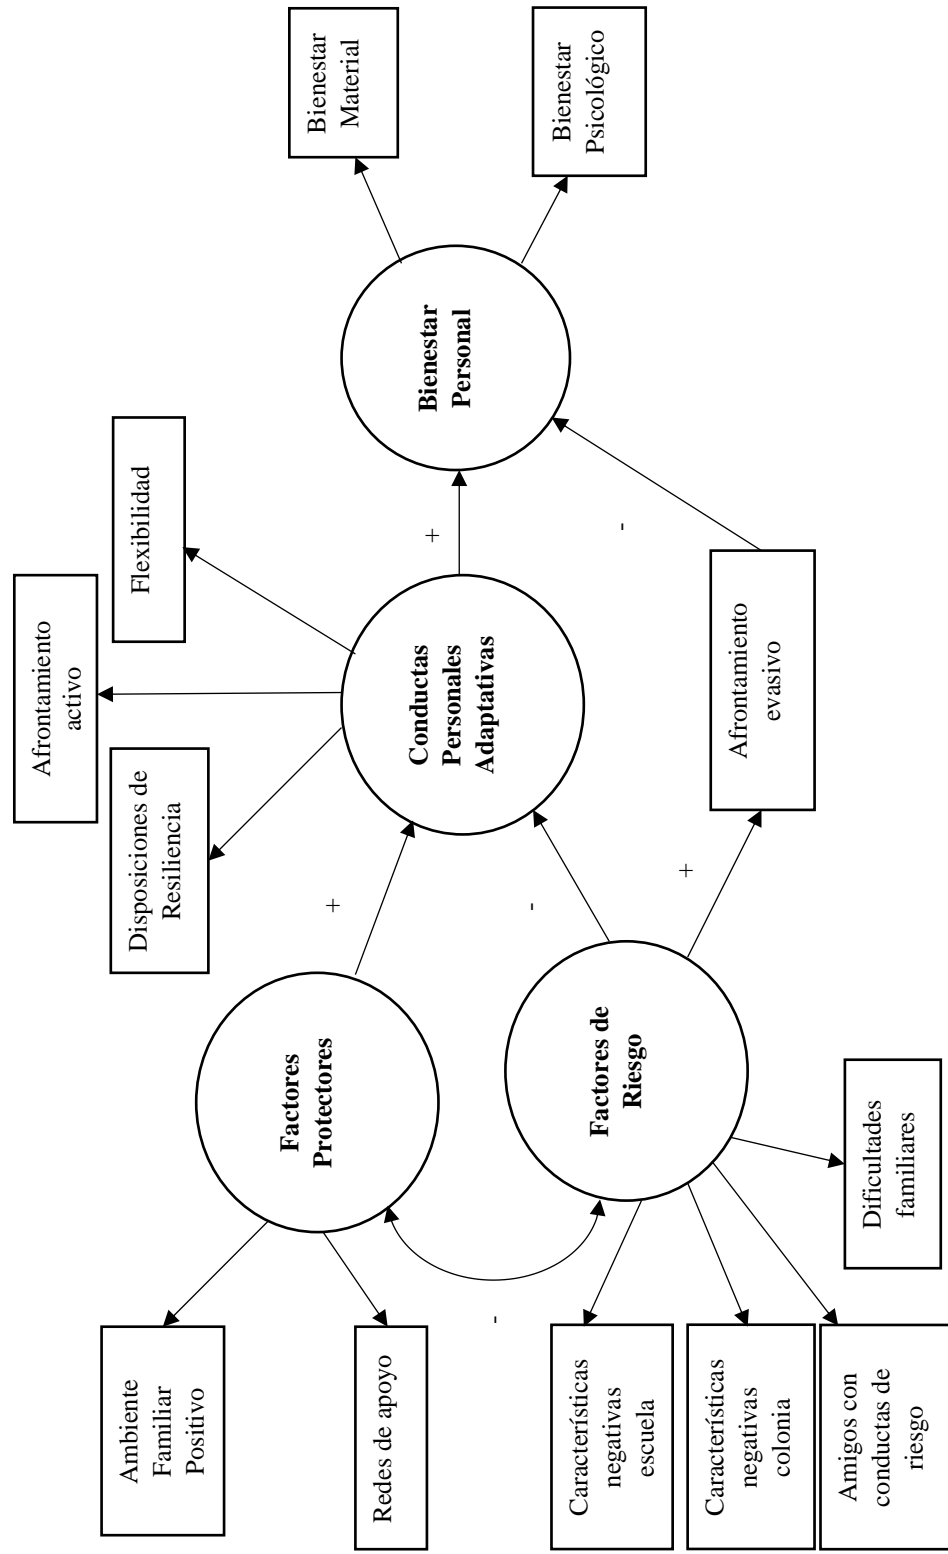 Ambiente
Familiar
Positivo
Redes de apoyo
Características
negativas
escuela
Características
negativas
colonia
Amigos con
conductas de
riesgo
Dificultades
familiares
Factores
Protectores
Factores de
Riesgo
-
+
-
+
Disposiciones de
Resiliencia
Afrontamiento
activo
Flexibilidad
Conductas
Personales
Adaptativas
Afrontamiento
evasivo
+
-
Bienestar
Personal
Bienestar
Material
Bienestar
Psicológico